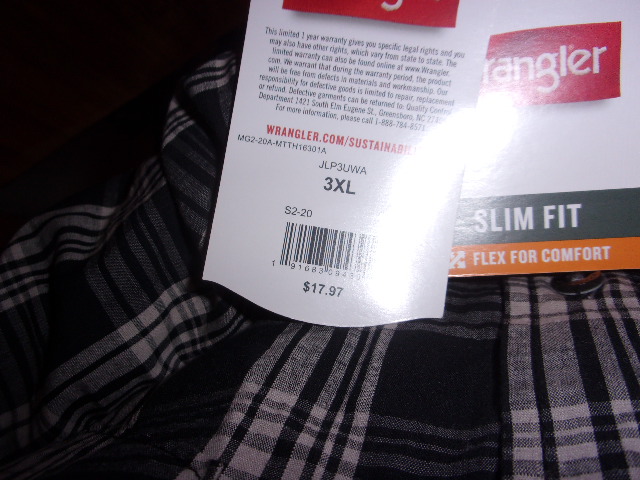 This limited 1 year warranty gives you specific legal rights and you
may also have other rights, which vary from state to state. The
limited warranty can also be found online at www.Wrangler.
com. We warrant that during the warranty period, the product
will be free from defects in materials and workmanship. Our
responsibility for defective goods is limited to repair, replacement
or refund. Defective garments can be returned to: Quality Control
Department 1421 South Elm Eugene St., Greensboro, NC
For more information, please call 1-888-784-8571
WRANGLER.COM/SUSTAINABI
MG2-20A-MTTH16301A
JLP3UWA
3XL
S2-20
1 91683
$17.97
rangler
SLIM FIT
FLEX FOR COMFORT